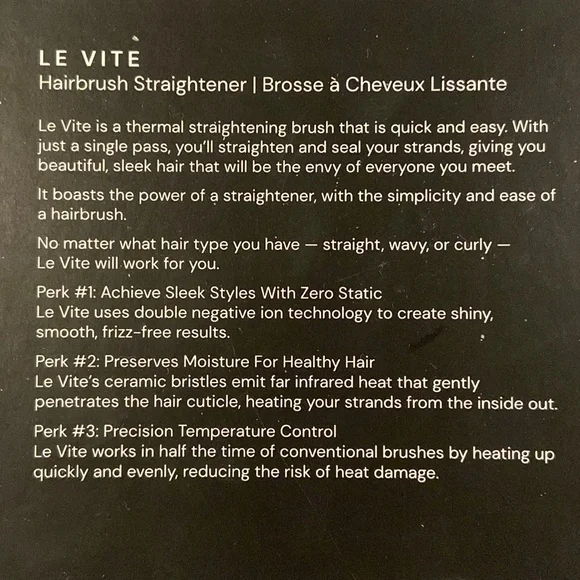 LE VITE
Hairbrush Straightener | Brosse à Cheveux Lissante
Le Vite is a thermal straightening brush that is quick and easy. With
just a single pass, you'll straighten and seal your strands, giving you
beautiful, sleek hair that will be the envy of everyone you meet.
It boasts the power of a straightener, with the simplicity and ease of
a hairbrush.
No matter what hair type you have — straight, wavy, or curly —
Le Vite will work for you.
Perk #1: Achieve Sleek Styles With Zero Static
Le Vite uses double negative ion technology to create shiny,
smooth, frizz-free results.
Perk #2: Preserves Moisture For Healthy Hair
Le Vite's ceramic bristles emit far infrared heat that gently
penetrates the hair cuticle, heating your strands from the inside out.
Perk #3: Precision Temperature Control
Le Vite works in half the time of conventional brushes by heating up
quickly and evenly, reducing the risk of heat damage.